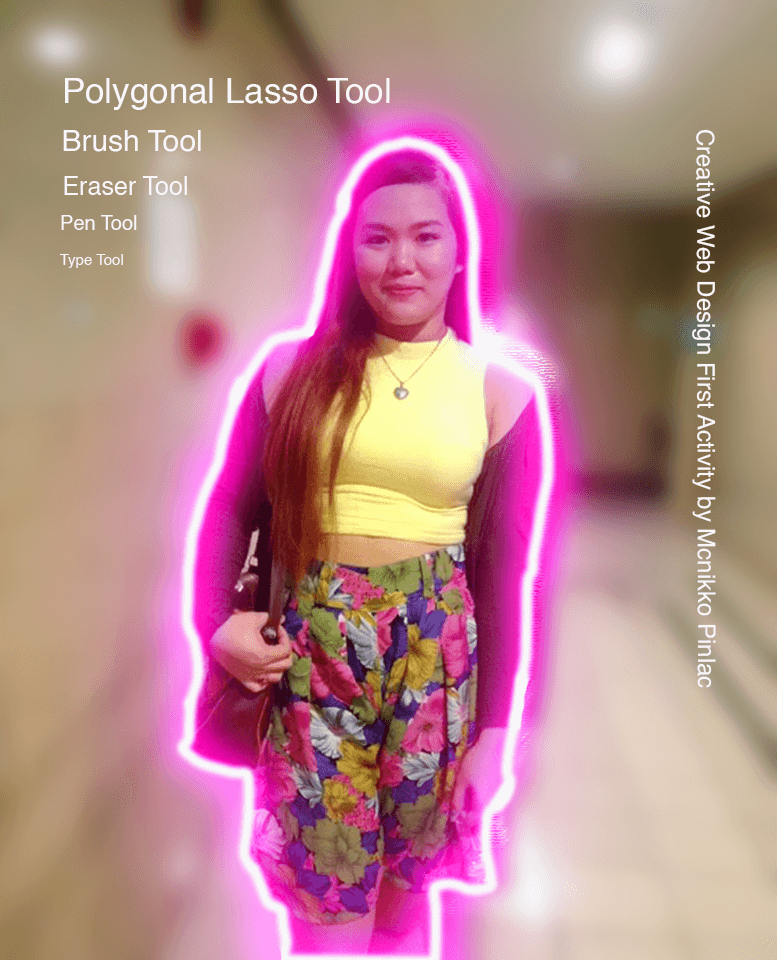 Polygonal Lasso Tool
Brush Tool
Eraser Tool
Pen Tool
Type Tool
Creative Web Design First Activity by Mcnikko Pinlac